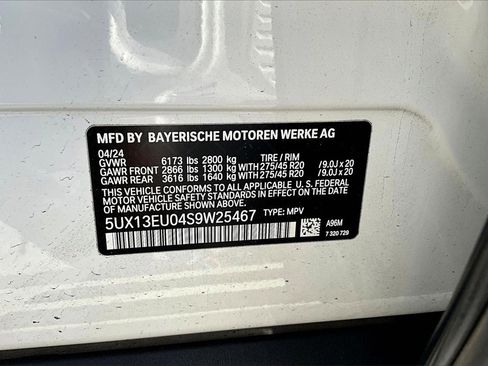 MFD BY BAYERISCHE MOTOREN WERKE AG
04/24
GVWR 6173 lbs 2800 kg TIRE / RIM
GAWR FRONT 2866 lbs 1300 kg WITH 275/45 R20 /9.0J x 20
GAWR REAR 3616 lbs 1640 kg WITH 275/45 R20 /9.0J x 20
THIS VEHICLE CONFORMS TO ALL APPLICABLE U.S. FEDERAL
MOTOR VEHICLE SAFETY STANDARDS IN EFFECT ON THE
DATE OF MANUFACTURE SHOWN ABOVE.
5UX13EU04S9W25467 TYPE: MPV
A96M
7 320 729